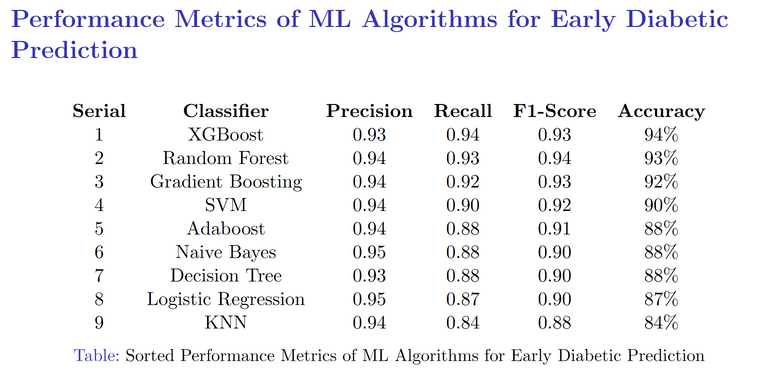 Performance Metrics of ML Algorithms for Early Diabetic
Prediction
Serial Classifier Precision Recall F1-Score Accuracy
1 XGBoost 0.93 0.94 0.93 94%
2 Random Forest 0.94 0.93 0.94 93%
3 Gradient Boosting 0.94 0.92 0.93 92%
4 SVM 0.94 0.90 0.92 90%
5 Adaboost 0.94 0.88 0.91 88%
6 Naive Bayes 0.95 0.88 0.90 88%
7 Decision Tree 0.93 0.88 0.90 88%
8 Logistic Regression 0.95 0.87 0.90 87%
9 KNN 0.94 0.84 0.88 84%
Table: Sorted Performance Metrics of ML Algorithms for Early Diabetic Prediction